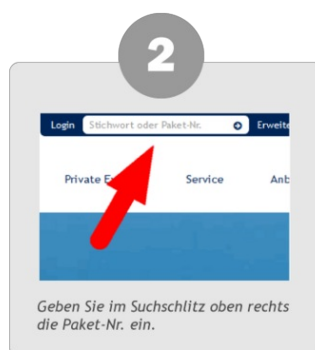 2
Login Stichwort oder Paket-Nr. Erweite
Private Service Anb
Geben Sie im Suchschlitz oben rechts
die Paket-Nr. ein.